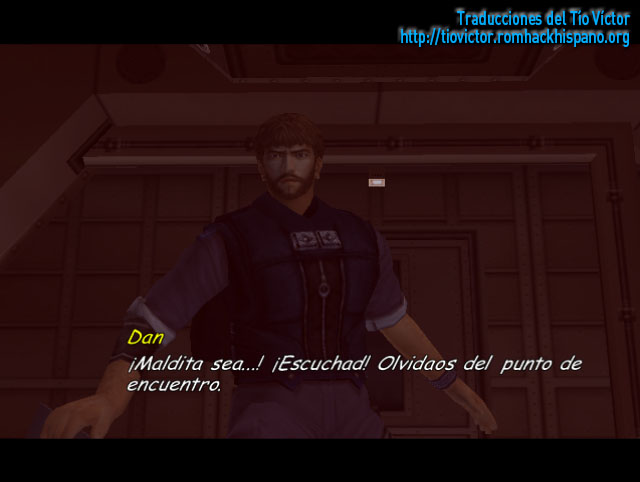 Traducciones del Tío Victor
http://tiovictor.romhackhispano.org
Dan
¡Maldita sea...! ¡Escuchad! Olvidaos del punto de
encuentro.